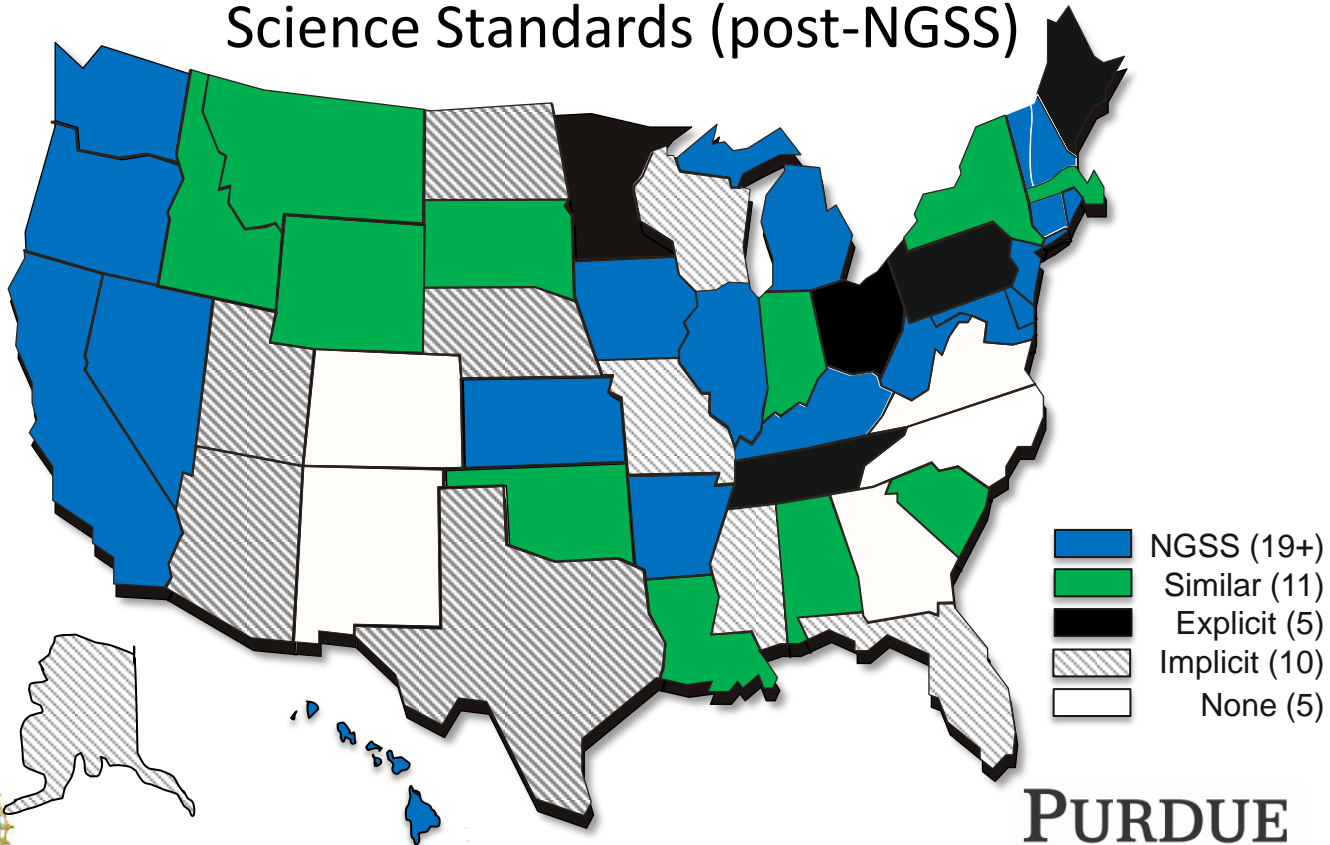 Science Standards (post-NGSS)
NGSS (19+)
Similar (11)
Explicit (5)
Implicit (10)
None (5)
PURDUE